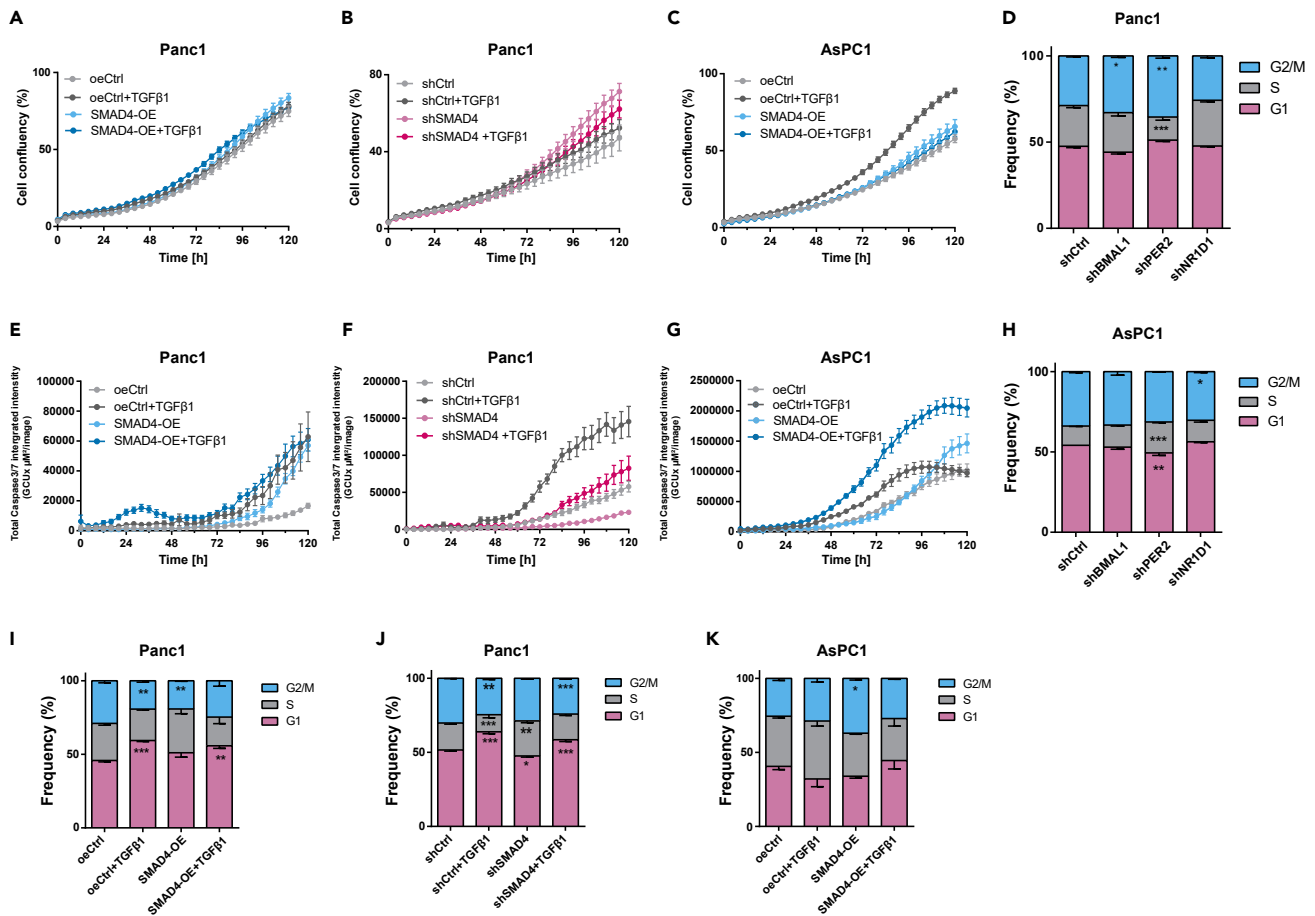 A
Panc1
oeCtrl
oeCtrl+TGFβ1
SMAD4-OE
SMAD4-OE+TGFβ1
Cell confluency (%)
100
50
0
0 24 48 72 96 120
Time [h]
B
Panc1
shCtrl
shCtrl+TGFβ1
shSMAD4
shSMAD4 +TGFβ1
Cell confluency (%)
80
40
0
0 24 48 72 96 120
Time [h]
C
AsPC1
oeCtrl
oeCtrl+TGFβ1
SMAD4-OE
SMAD4-OE+TGFβ1
Cell confluency (%)
100
50
0
0 24 48 72 96 120
Time [h]
D
Panc1
Frequency (%)
100
50
0
*
**
***
G2/M
S
G1
shCtrl
shBMAL1
shPER2
shNR1D1
E
Panc1
oeCtrl
oeCtrl+TGFβ1
SMAD4-OE
SMAD4-OE+TGFβ1
Total Caspase3/7 intergrated intenstity
(GCUx µM²/image)
100000
80000
60000
40000
20000
0
0 24 48 72 96 120
Time [h]
F
Panc1
shCtrl
shCtrl+TGFβ1
shSMAD4
shSMAD4 +TGFβ1
Total Caspase3/7 intergrated intensity
(GCUx µM²/image)
200000
150000
100000
50000
0
0 24 48 72 96 120
Time [h]
G
AsPC1
oeCtrl
oeCtrl+TGFβ1
SMAD4-OE
SMAD4-OE+TGFβ1
Total Caspase3/7 intergrated intensity
(GCUx µM²/image)
2500000
2000000
1500000
1000000
500000
0
0 24 48 72 96 120
Time [h]
H
AsPC1
Frequency (%)
100
50
0
*
***
**
G2/M
S
G1
shCtrl
shBMAL1
shPER2
shNR1D1
I
Panc1
Frequency (%)
100
50
0
** **
*** **
G2/M
S
G1
oeCtrl
oeCtrl+TGFβ1
SMAD4-OE
SMAD4-OE+TGFβ1
J
Panc1
Frequency (%)
100
50
0
** ***
*** **
*** * ***
G2/M
S
G1
shCtrl
shCtrl+TGFβ1
shSMAD4
shSMAD4+TGFβ1
K
AsPC1
Frequency (%)
100
50
0
*
G2/M
S
G1
oeCtrl
oeCtrl+TGFβ1
SMAD4-OE
SMAD4-OE+TGFβ1